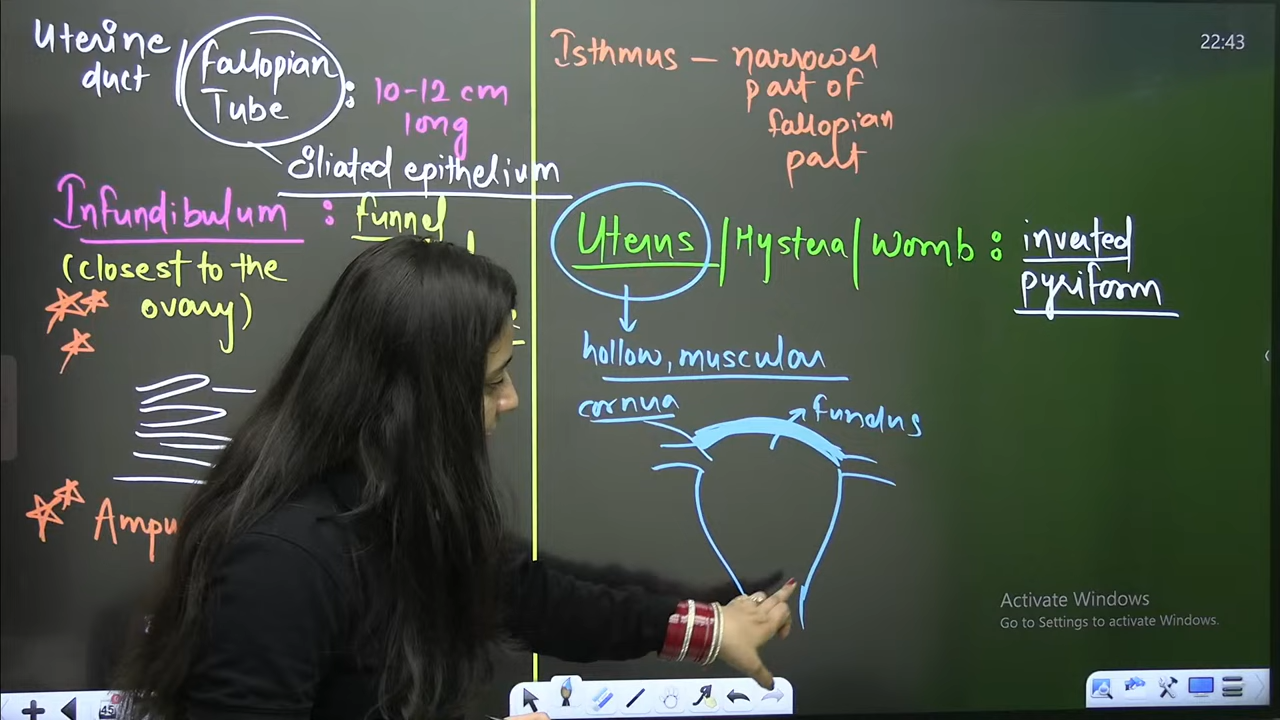 Uterine
duct
Fallopian
Tube
: 10-12 cm
long
ciliated epithelium
Infundibulum : funnel
(closest to the
ovary)
Ampu
Isthmus - narrower
part of
fallopian
part
Uterus / Hystera / Womb : inverted
pyriform
hollow, muscular
cornua
fundus
22:43
Activate Windows
Go to Settings to activate Windows.
45